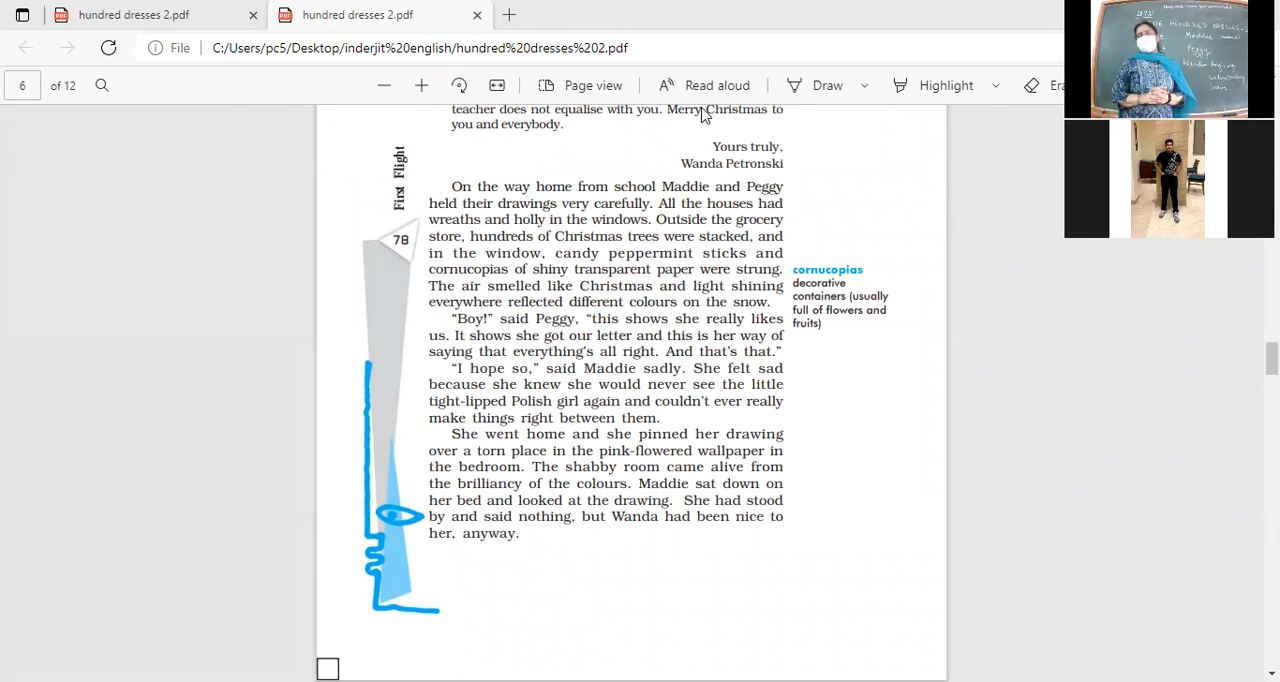 hundred dresses 2.pdf
hundred dresses 2.pdf
File
C:/Users/pc5/Desktop/inderjit%20english/hundred%20dresses%202.pdf
6 of 12
Page view
Read aloud
Draw
Highlight
Era
teacher does not equalise with you. Merry Christmas to
you and everybody.
Yours truly,
Wanda Petronski
First Flight
78
On the way home from school Maddie and Peggy
held their drawings very carefully. All the houses had
wreaths and holly in the windows. Outside the grocery
store, hundreds of Christmas trees were stacked, and
in the window, candy peppermint sticks and
cornucopias of shiny transparent paper were strung.
The air smelled like Christmas and light shining
everywhere reflected different colours on the snow.
cornucopias
decorative
containers (usually
full of flowers and
fruits)
“Boy!” said Peggy, “this shows she really likes
us. It shows she got our letter and this is her way of
saying that everything’s all right. And that’s that.”
“I hope so,” said Maddie sadly. She felt sad
because she knew she would never see the little
tight-lipped Polish girl again and couldn’t ever really
make things right between them.
She went home and she pinned her drawing
over a torn place in the pink-flowered wallpaper in
the bedroom. The shabby room came alive from
the brilliancy of the colours. Maddie sat down on
her bed and looked at the drawing. She had stood
by and said nothing, but Wanda had been nice to
her, anyway.
HUNDRED DRESSES
Maddie
Peggy